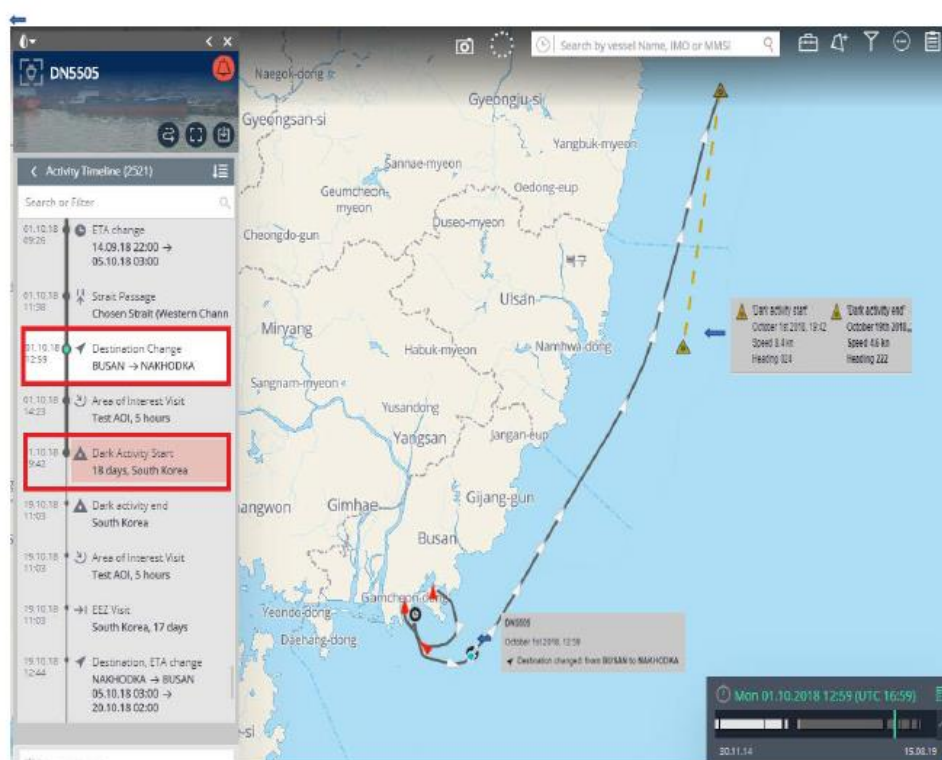 DN5505
Search by vessel Name, IMO or MMSI
Activity Timeline (2521)
Search or Filter
01.10.18
09:26
ETA change
14.09.18 22:00 →
05.10.18 03:00
01.10.18
11:38
Strait Passage
Chosen Strait (Western Chann
01.10.18
12:59
Destination Change
BUSAN → NAKHODKA
01.10.18
14:23
Area of Interest Visit
Test AOI, 5 hours
Dark Activity Start
18 days, South Korea
19.10.18
11:03
Dark activity end
South Korea
19.10.18
11:03
Area of Interest Visit
Test AOI, 5 hours
19.10.18
11:03
EEZ Visit
South Korea, 17 days
19.10.18
12:44
Destination, ETA change
NAKHODKA → BUSAN
05.10.18 03:00 →
20.10.18 02:00
Naegok-dong
Gyeongju-si
Gyeongsan-si
Yangbuk-myeon
Sannae-myeon
Geumcheon-
myeon
Oedong-eup
Duseo-myeon
Cheongdo-gun
북구
Ulsan
Miryang
Habuk-myeon
Namhwa-dong
Sangnam-myeon
Yusandong
Yangsan
Jangan-eup
angwon
Gimhae
Gijang-gun
Busan
Gamcheon-dong
Yeondo-dong
Daehang-dong
-si
'Dark activity start'
October 1st 2018, 19:42
Speed 8.4 kn
Heading 024
'Dark activity end'
October 19th 2018,
Speed 4.6 kn
Heading 222
DN5505
October 1st 2018, 12:59
Destination changed: from BUSAN to NAKHODKA
Mon 01.10.2018 12:59 (UTC 16:59)
30.11.14
15.08.19